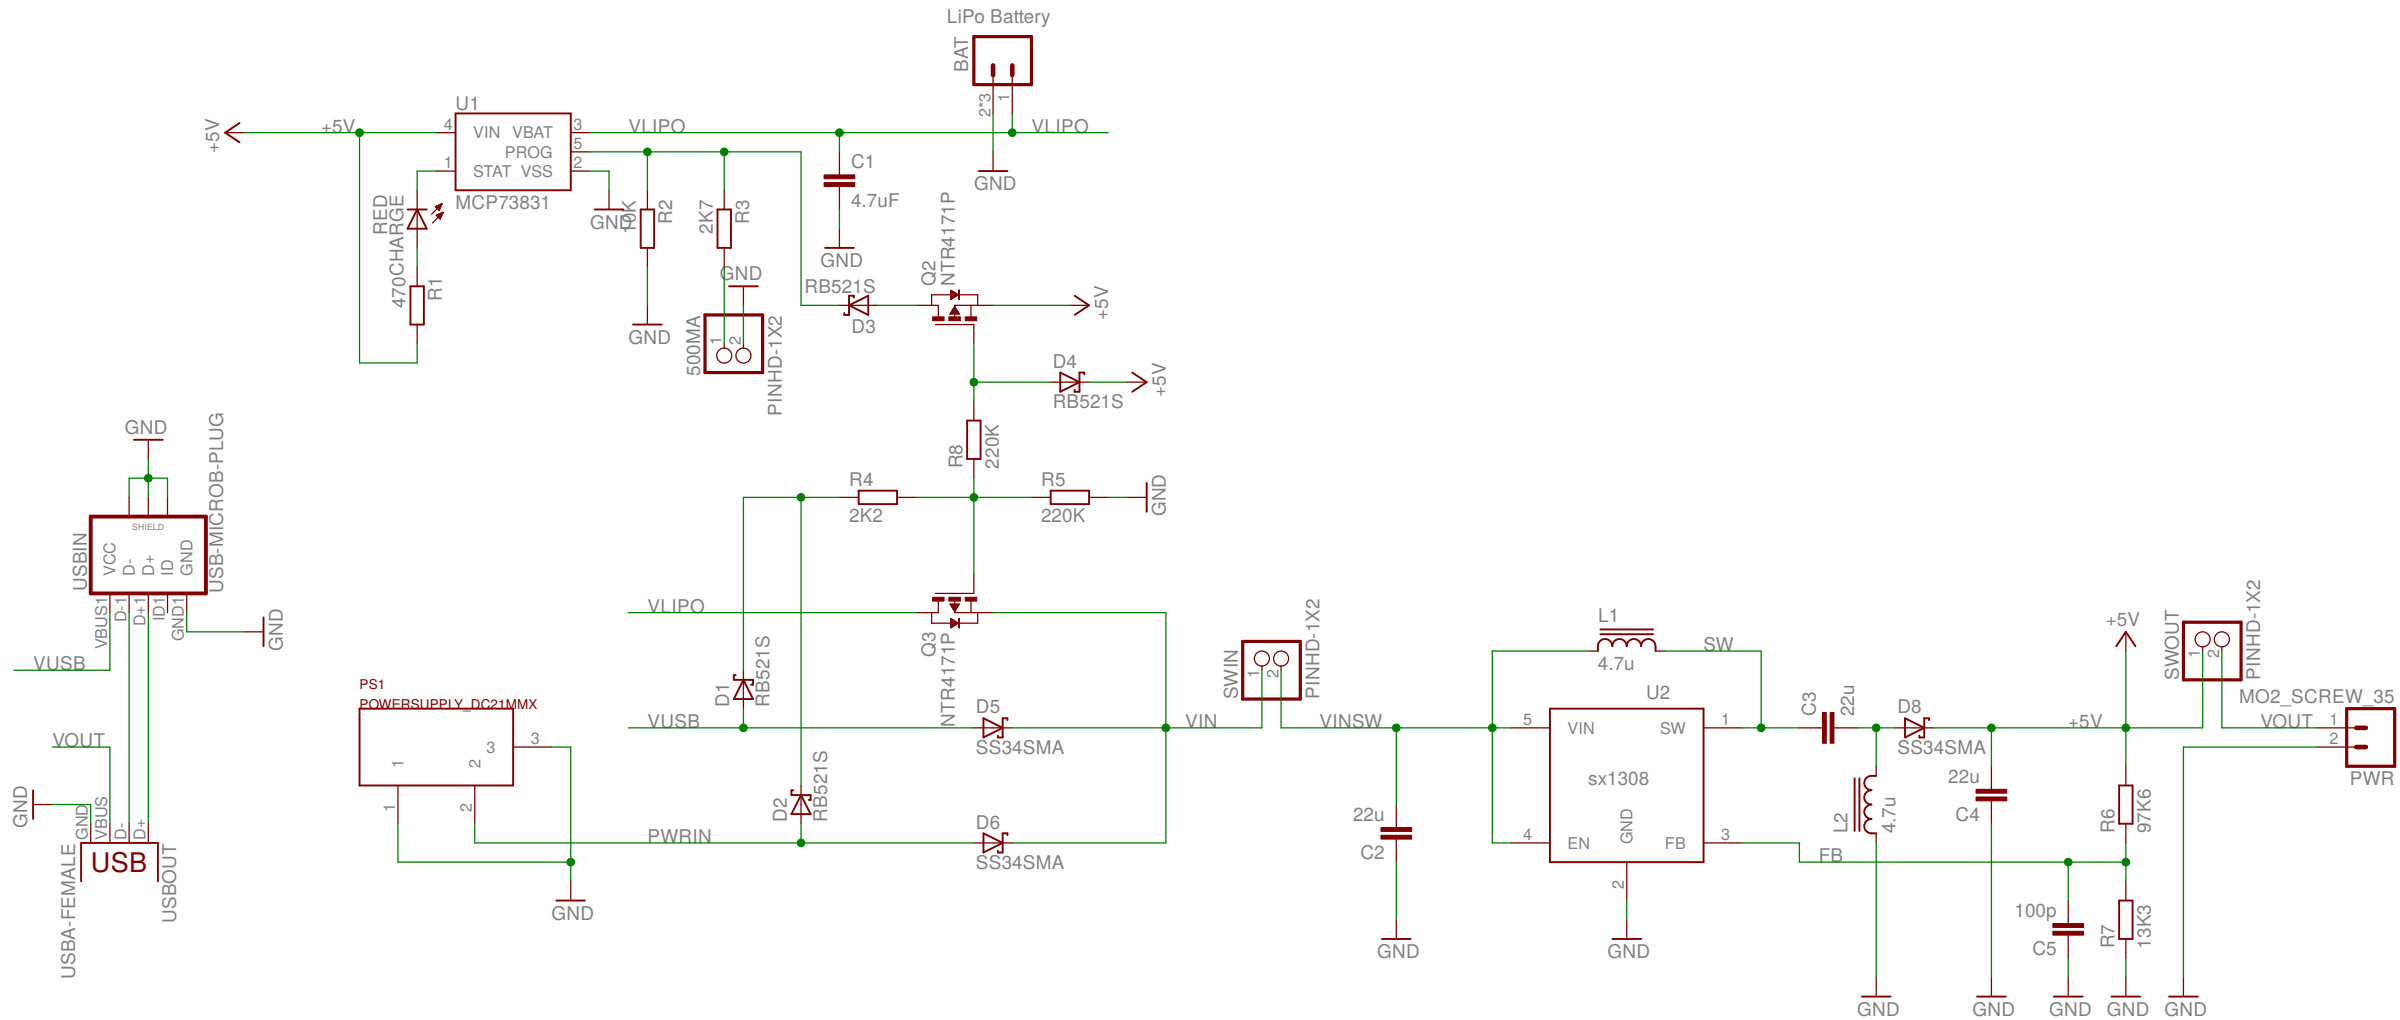 LiPo Battery
BAT
2*3
1
+5V
+5V
U1
4
VIN
VBAT
3
VLIPO
VLIPO
PROG
5
1
STAT
VSS
2
MCP73831
GND
RED
CHARGE
470
R1
10K
R2
GND
2K7
R3
GND
C1
4.7uF
GND
GND
500MA
1
2
PINHD-1X2
RB521S
D3
Q2
NTR4171P
+5V
D4
RB521S
+5V
R8
220K
R4
2K2
R5
220K
GND
GND
SHIELD
USBIN
VCC
D-
D+
ID
GND
USB-MICROB-PLUG
VBUS1
D-1
D+1
ID1
GND1
GND
VUSB
VOUT
GND
GND
VBUS
D-
D+
USB
USBA-FEMALE
USBOUT
PS1
POWERSUPPLY_DC21MMX
1
2
3
3
1
2
GND
VLIPO
Q3
NTR4171P
D1
RB521S
VUSB
D5
SS34SMA
D2
RB521S
PWRIN
D6
SS34SMA
VIN
SWIN
1
2
PINHD-1X2
VINSW
22u
C2
GND
L1
4.7u
SW
U2
5
VIN
SW
1
sx1308
4
EN
GND
FB
3
2
GND
C3
22u
D8
SS34SMA
L2
4.7u
GND
FB
22u
C4
GND
+5V
+5V
R6
97K6
100p
C5
GND
R7
13K3
GND
SWOUT
1
2
PINHD-1X2
MO2_SCREW_35
VOUT
1
2
PWR
GND